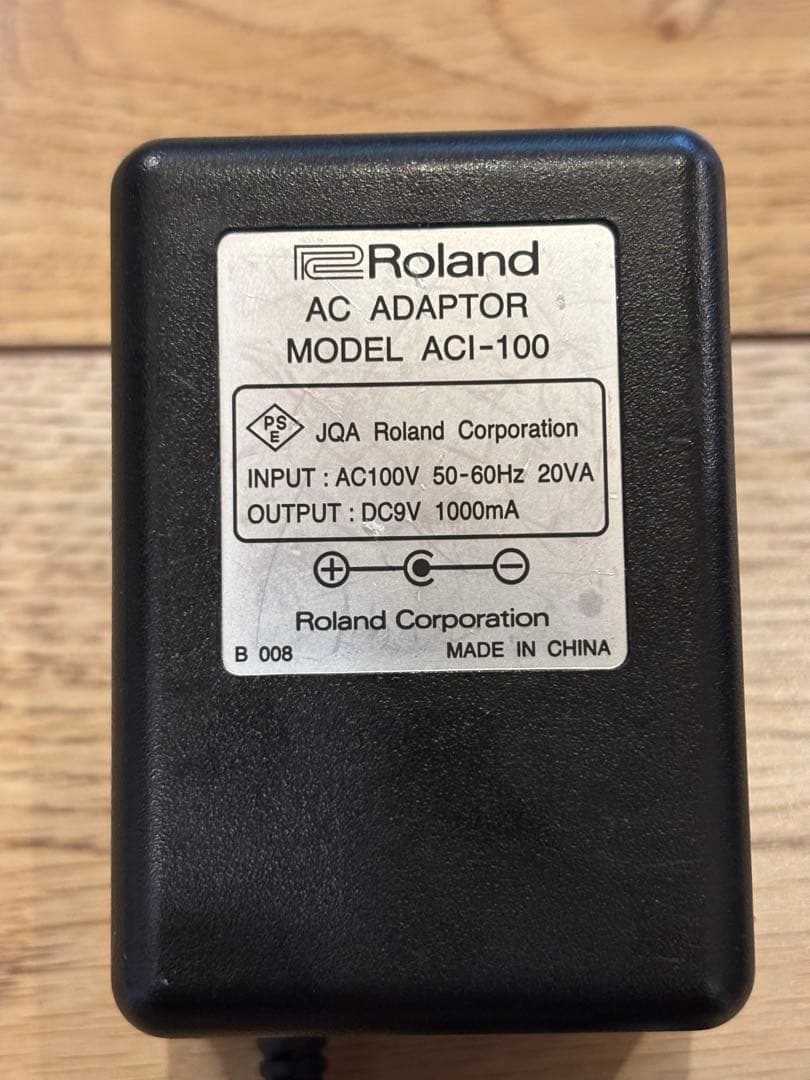 Roland
AC ADAPTOR
MODEL ACI-100
PSE JQA Roland Corporation
INPUT : AC100V 50-60Hz 20VA
OUTPUT : DC9V 1000mA
+ -
Roland Corporation
B 008 MADE IN CHINA